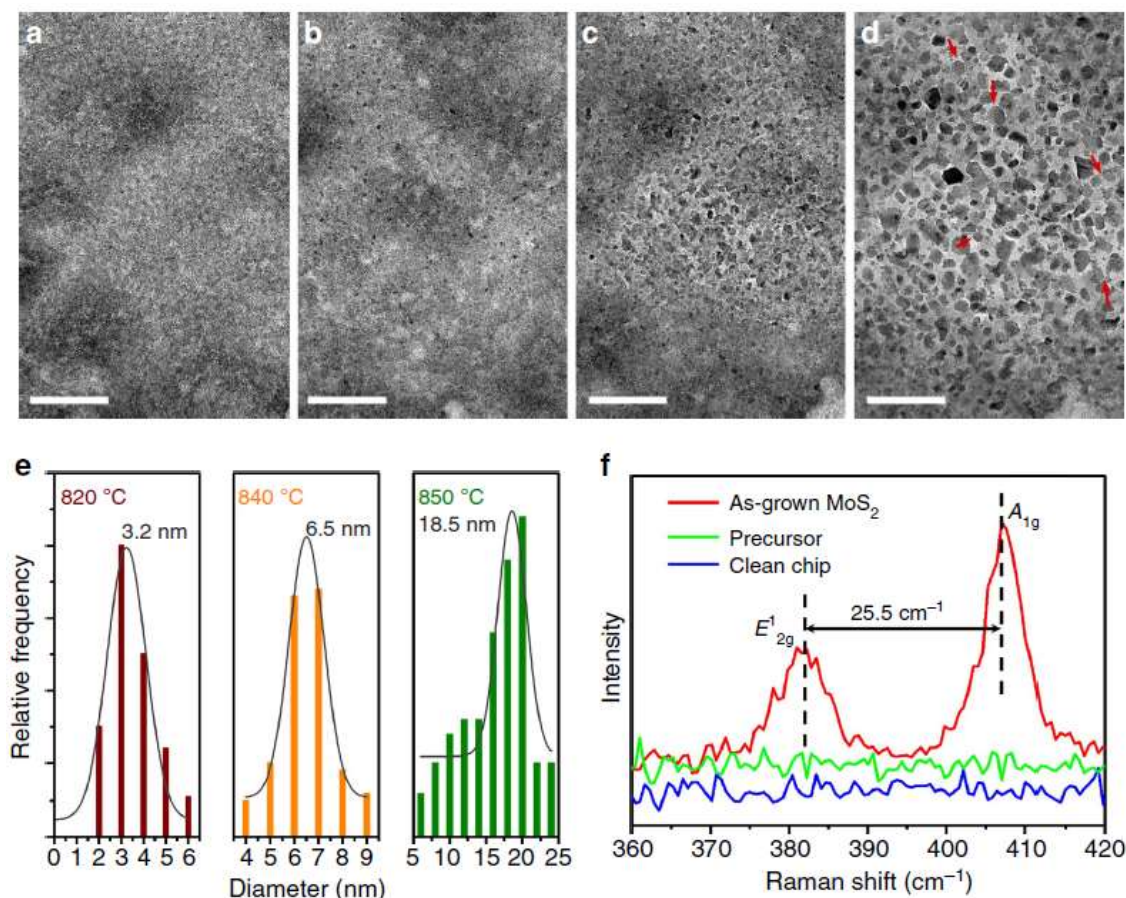 a
b
c
d
e
820 °C
3.2 nm
840 °C
6.5 nm
850 °C
18.5 nm
Relative frequency
0 2 3 4 5 6
4 5 6 7 8 9
5 10 15 20 25
Diameter (nm)
f
As-grown MoS₂
Precursor
Clean chip
A₁g
E¹₂g
25.5 cm⁻¹
Intensity
360 370 380 390 400 410 420
Raman shift (cm⁻¹)